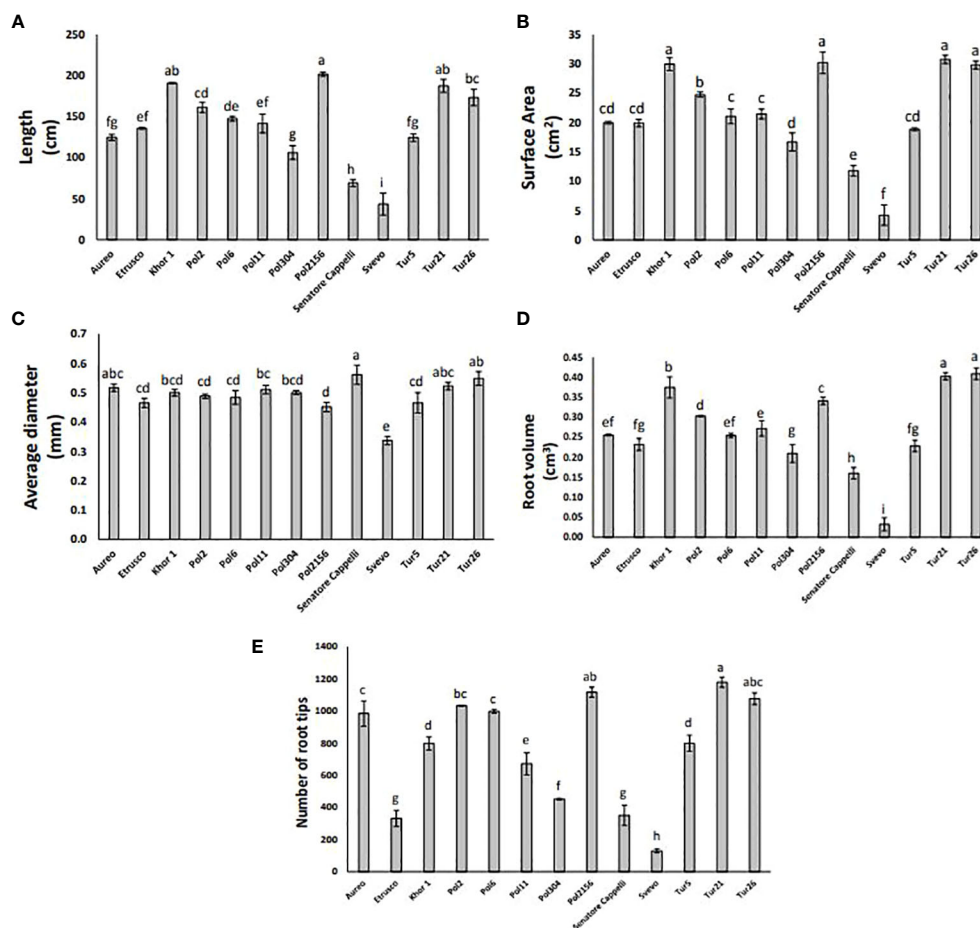 A
Length
(cm)
250
200
150
100
50
0
fg ef ab cd de ef g a h i fg ab bc
Aureo Etrusco Khor 1 Pol2 Pol6 Pol11 Pol304 Pol2156 Senatore Cappelli Svevo Tur5 Tur21 Tur26
B
Surface Area
(cm²)
35
30
25
20
15
10
5
0
cd cd a b c c d a e f cd a a
Aureo Etrusco Khor 1 Pol2 Pol6 Pol11 Pol304 Pol2156 Senatore Cappelli Svevo Tur5 Tur21 Tur26
C
Average diameter
(mm)
0.7
0.6
0.5
0.4
0.3
0.2
0.1
0.0
abc cd bcd cd cd abc bcd d a e cd abc ab
Aureo Etrusco Khor 1 Pol2 Pol6 Pol11 Pol304 Pol2156 Senatore Cappelli Svevo Tur5 Tur21 Tur26
D
Root volume
(cm³)
0.45
0.40
0.35
0.30
0.25
0.20
0.15
0.10
0.05
0.00
ef fg b d ef e g c h i fg a a
Aureo Etrusco Khor 1 Pol2 Pol6 Pol11 Pol304 Pol2156 Senatore Cappelli Svevo Tur5 Tur21 Tur26
E
Number of root tips
1400
1200
1000
800
600
400
200
0
c g d bc c e f ab g h d a abc
Aureo Etrusco Khor 1 Pol2 Pol6 Pol11 Pol304 Pol2156 Senatore Cappelli Svevo Tur5 Tur21 Tur26